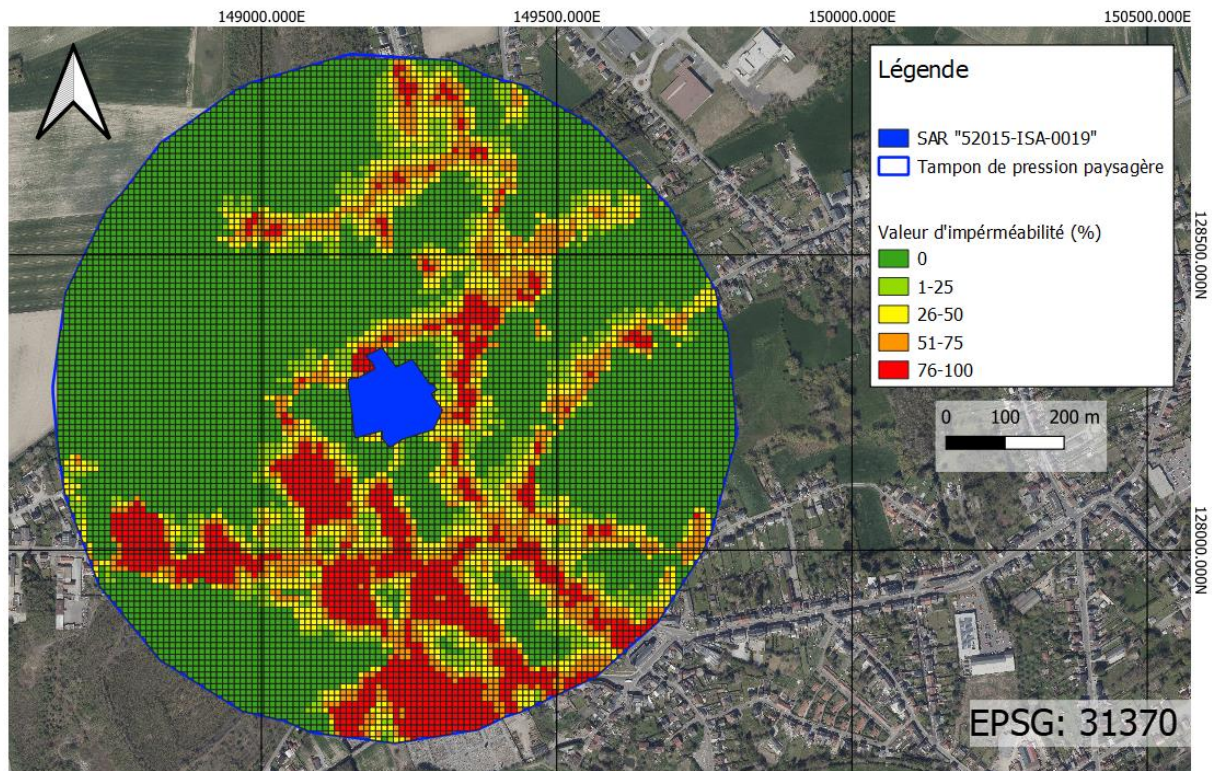 149000.000E 149500.000E 150000.000E 150500.000E
Légende
SAR "52015-ISA-0019"
Tampon de pression paysagère
Valeur d'impérméabilité (%)
0
1-25
26-50
51-75
76-100
128500.000N
0 100 200 m
128000.000N
EPSG: 31370